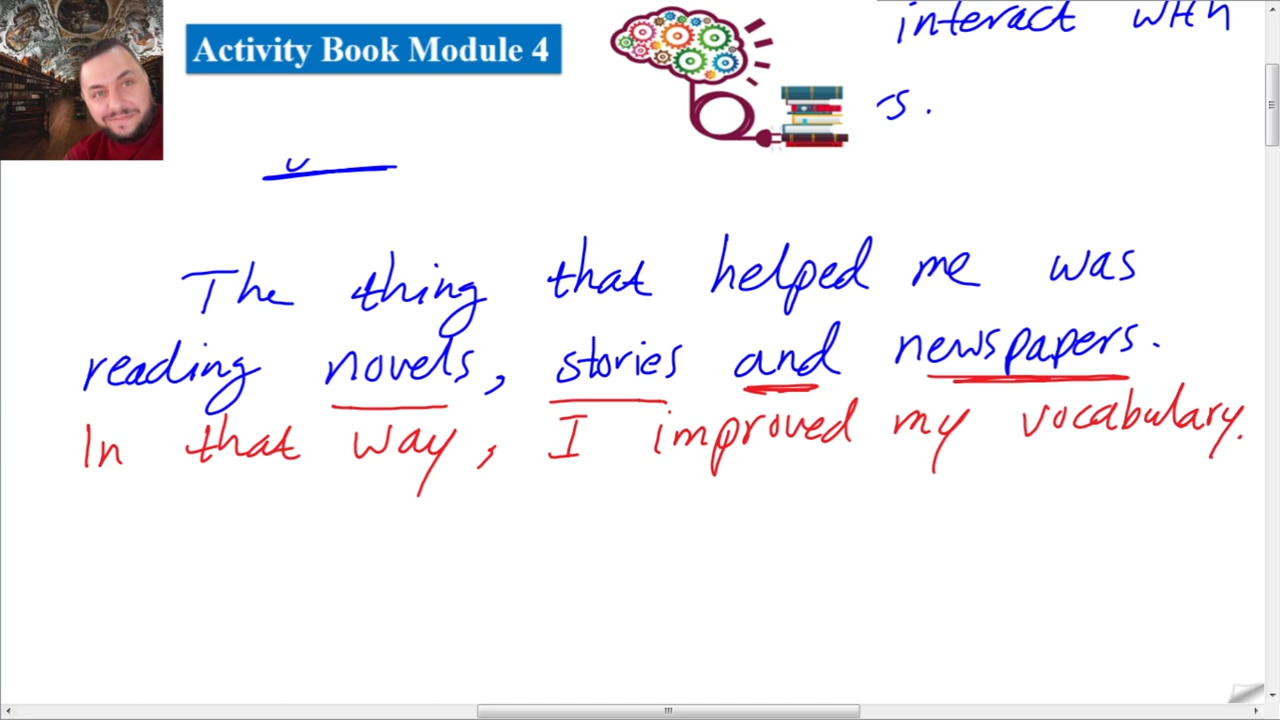 Activity Book Module 4
interact with
s.
The thing that helped me was
reading novels, stories and newspapers.
In that way, I improved my vocabulary.